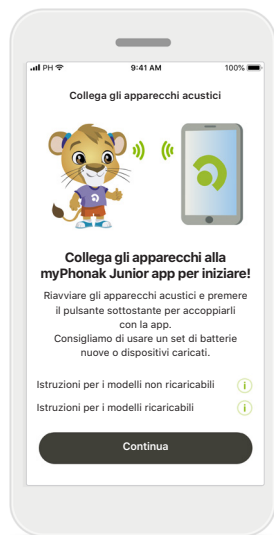 PH 9:41 AM 100%
Collega gli apparecchi acustici
Collega gli apparecchi alla
myPhonak Junior app per iniziare!
Riavviare gli apparecchi acustici e premere
il pulsante sottostante per accoppiarli
con la app.
Consigliamo di usare un set di batterie
nuove o dispositivi caricati.
Istruzioni per i modelli non ricaricabili i
Istruzioni per i modelli ricaricabili i
Continua